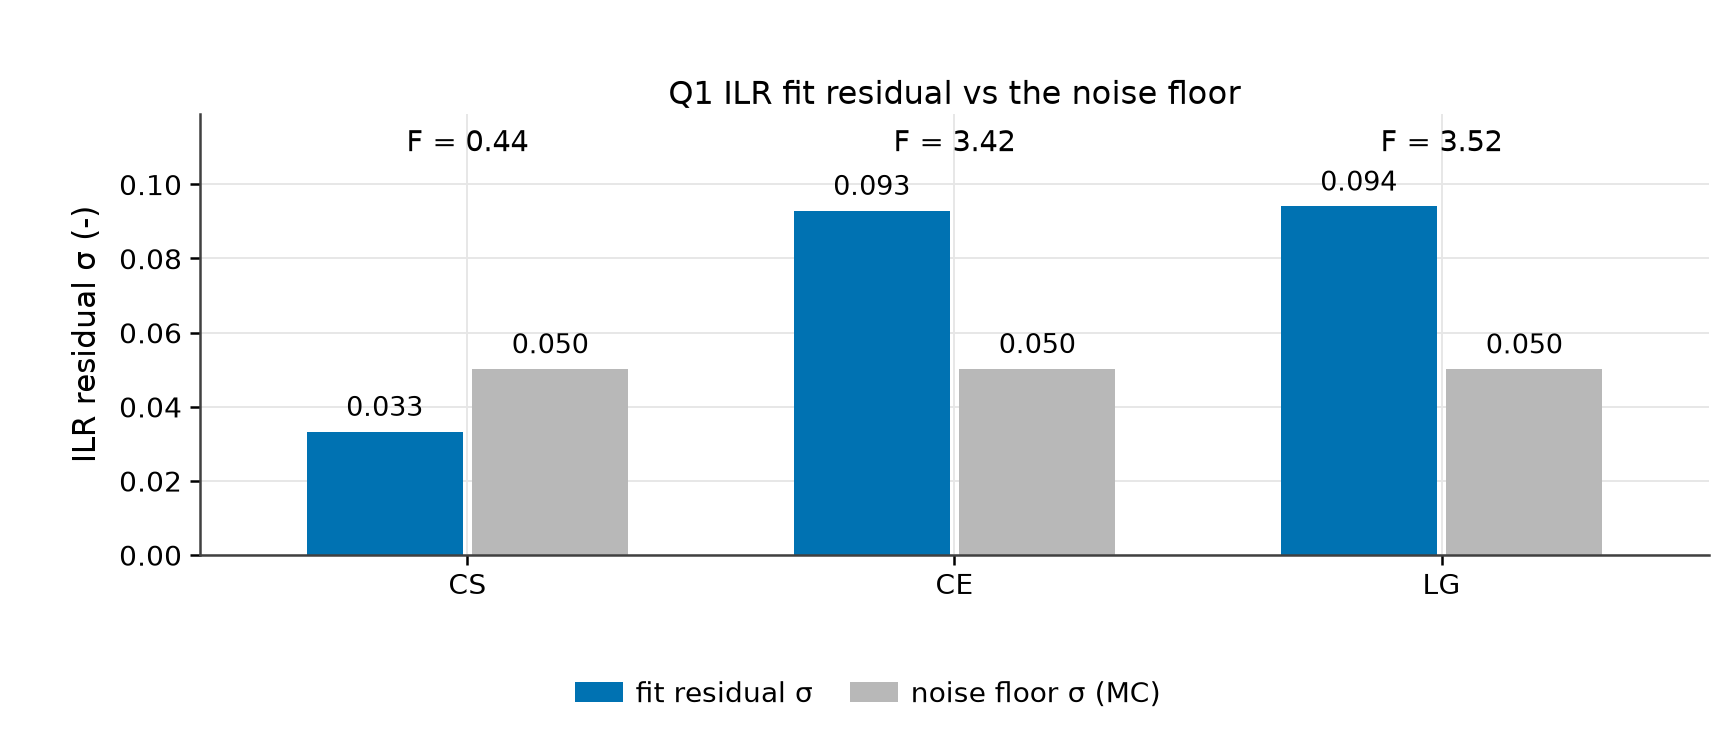 Q1 ILR fit residual vs the noise floor
F = 0.44
F = 3.42
F = 3.52
ILR residual σ (-)
0.10
0.08
0.06
0.04
0.02
0.00
0.033
0.050
0.093
0.050
0.094
0.050
CS
CE
LG
fit residual σ
noise floor σ (MC)